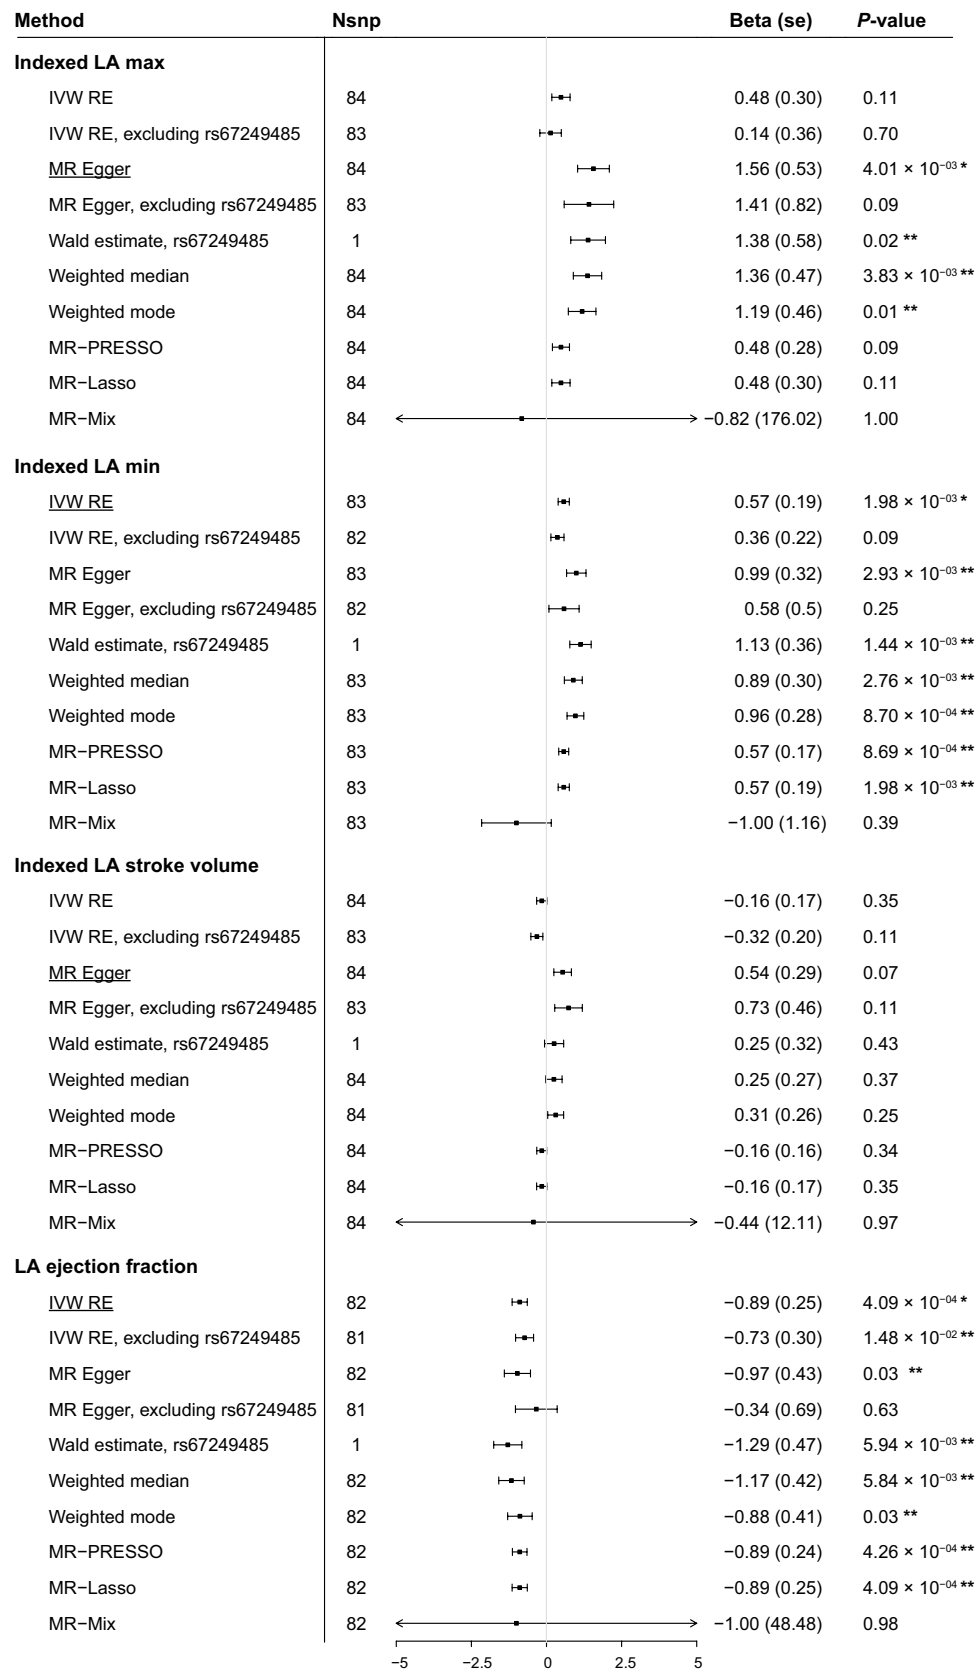 Method Nsnp Beta (se) P-value
Indexed LA max
IVW RE 84 0.48 (0.30) 0.11
IVW RE, excluding rs67249485 83 0.14 (0.36) 0.70
MR Egger 84 1.56 (0.53) 4.01 × 10⁻⁰³ *
MR Egger, excluding rs67249485 83 1.41 (0.82) 0.09
Wald estimate, rs67249485 1 1.38 (0.58) 0.02 **
Weighted median 84 1.36 (0.47) 3.83 × 10⁻⁰³ **
Weighted mode 84 1.19 (0.46) 0.01 **
MR−PRESSO 84 0.48 (0.28) 0.09
MR−Lasso 84 0.48 (0.30) 0.11
MR−Mix 84 −0.82 (176.02) 1.00
Indexed LA min
IVW RE 83 0.57 (0.19) 1.98 × 10⁻⁰³ *
IVW RE, excluding rs67249485 82 0.36 (0.22) 0.09
MR Egger 83 0.99 (0.32) 2.93 × 10⁻⁰³ **
MR Egger, excluding rs67249485 82 0.58 (0.5) 0.25
Wald estimate, rs67249485 1 1.13 (0.36) 1.44 × 10⁻⁰³ **
Weighted median 83 0.89 (0.30) 2.76 × 10⁻⁰³ **
Weighted mode 83 0.96 (0.28) 8.70 × 10⁻⁰⁴ **
MR−PRESSO 83 0.57 (0.17) 8.69 × 10⁻⁰⁴ **
MR−Lasso 83 0.57 (0.19) 1.98 × 10⁻⁰³ **
MR−Mix 83 −1.00 (1.16) 0.39
Indexed LA stroke volume
IVW RE 84 −0.16 (0.17) 0.35
IVW RE, excluding rs67249485 83 −0.32 (0.20) 0.11
MR Egger 84 0.54 (0.29) 0.07
MR Egger, excluding rs67249485 83 0.73 (0.46) 0.11
Wald estimate, rs67249485 1 0.25 (0.32) 0.43
Weighted median 84 0.25 (0.27) 0.37
Weighted mode 84 0.31 (0.26) 0.25
MR−PRESSO 84 −0.16 (0.16) 0.34
MR−Lasso 84 −0.16 (0.17) 0.35
MR−Mix 84 −0.44 (12.11) 0.97
LA ejection fraction
IVW RE 82 −0.89 (0.25) 4.09 × 10⁻⁰⁴ *
IVW RE, excluding rs67249485 81 −0.73 (0.30) 1.48 × 10⁻⁰² **
MR Egger 82 −0.97 (0.43) 0.03 **
MR Egger, excluding rs67249485 81 −0.34 (0.69) 0.63
Wald estimate, rs67249485 1 −1.29 (0.47) 5.94 × 10⁻⁰³ **
Weighted median 82 −1.17 (0.42) 5.84 × 10⁻⁰³ **
Weighted mode 82 −0.88 (0.41) 0.03 **
MR−PRESSO 82 −0.89 (0.24) 4.26 × 10⁻⁰⁴ **
MR−Lasso 82 −0.89 (0.25) 4.09 × 10⁻⁰⁴ **
MR−Mix 82 −1.00 (48.48) 0.98
−5 −2.5 0 2.5 5